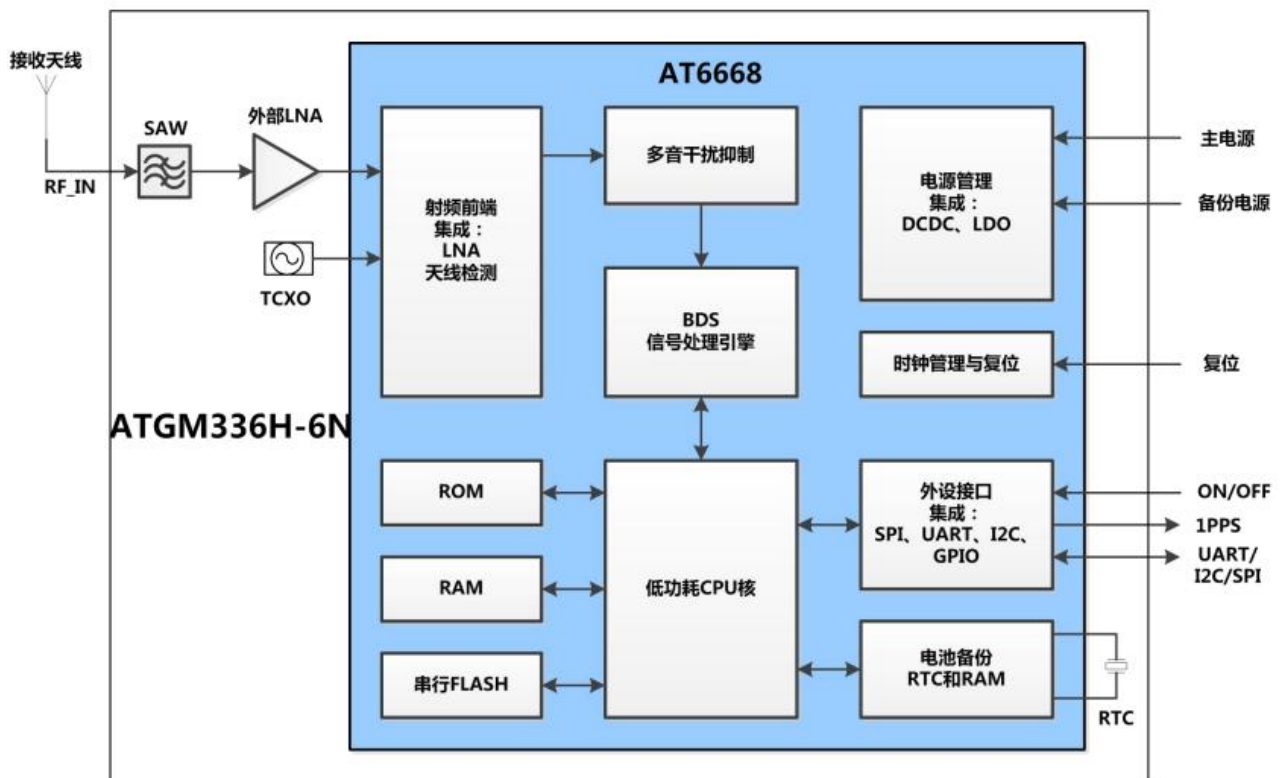 AT6668
接收天线
SAW
外部LNA
RF_IN
TCXO
射频前端
集成：
LNA
天线检测
多音干扰抑制
电源管理
集成：
DCDC、LDO
主电源
备份电源
BDS
信号处理引擎
时钟管理与复位
复位
ATGM336H-6N
ROM
RAM
串行FLASH
低功耗CPU核
外设接口
集成：
SPI、UART、I2C、
GPIO
ON/OFF
1PPS
UART/
I2C/SPI
电池备份
RTC和RAM
RTC